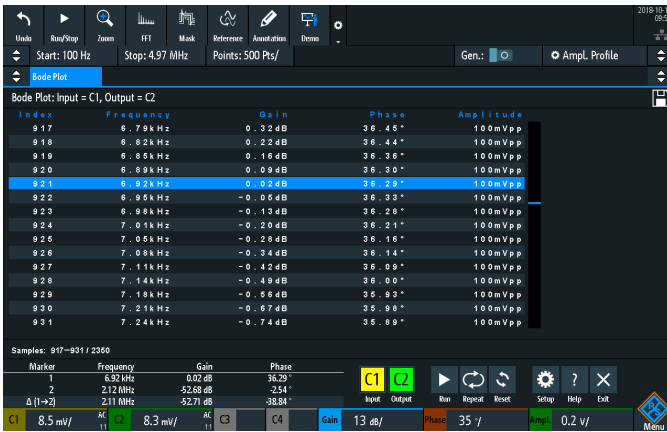 2018-10-1
09:5
Undo Run/Stop Zoom FFT Mask Reference Annotation Demo
Start: 100 Hz Stop: 4.97 MHz Points: 500 Pts/ Gen.: Ampl. Profile
Bode Plot
Bode Plot: Input = C1, Output = C2
Index Frequency Gain Phase Amplitude
917 6.79kHz 0.32dB 36.45° 100mVpp
918 6.82kHz 0.22dB 36.44° 100mVpp
919 6.85kHz 0.16dB 36.36° 100mVpp
920 6.89kHz 0.09dB 36.30° 100mVpp
921 6.92kHz 0.02dB 36.29° 100mVpp
922 6.95kHz -0.05dB 36.33° 100mVpp
923 6.98kHz -0.13dB 36.28° 100mVpp
924 7.01kHz -0.20dB 36.21° 100mVpp
925 7.05kHz -0.28dB 36.16° 100mVpp
926 7.08kHz -0.34dB 36.14° 100mVpp
927 7.11kHz -0.42dB 36.09° 100mVpp
928 7.14kHz -0.49dB 36.00° 100mVpp
929 7.18kHz -0.56dB 35.93° 100mVpp
930 7.21kHz -0.67dB 35.98° 100mVpp
931 7.24kHz -0.74dB 35.89° 100mVpp
Samples: 917-931 / 2350
Marker Frequency Gain Phase
1 6.92 kHz 0.02 dB 36.29 °
2 2.12 MHz -52.68 dB -2.54 °
Δ (1→2) 2.11 MHz -52.71 dB -38.84 °
C1 C2
Input Output Run Repeat Reset Setup Help Exit
C1 8.5 mV/ AC 1:1 C2 8.3 mV/ AC 1:1 C3 C4 Gain 13 dB/ Phase 35 °/ Ampl. 0.2 V/ Menu